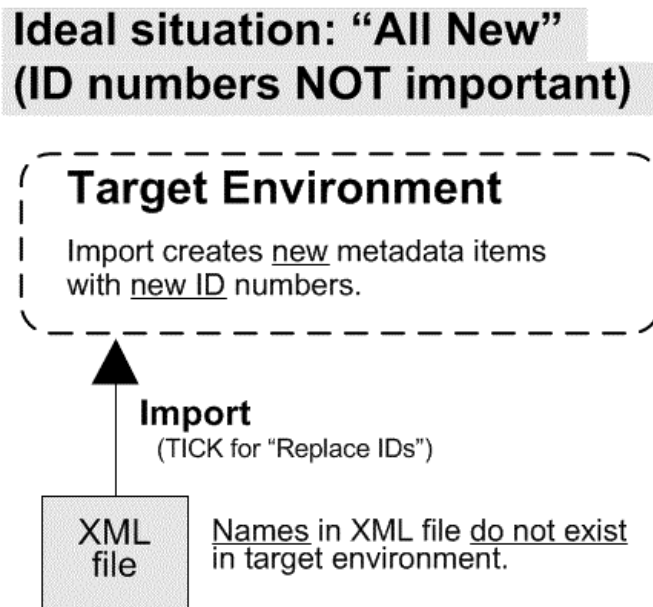 Ideal situation: “All New”
(ID numbers NOT important)
Target Environment
Import creates new metadata items
with new ID numbers.
Import
(TICK for “Replace IDs”)
XML
file
Names in XML file do not exist
in target environment.